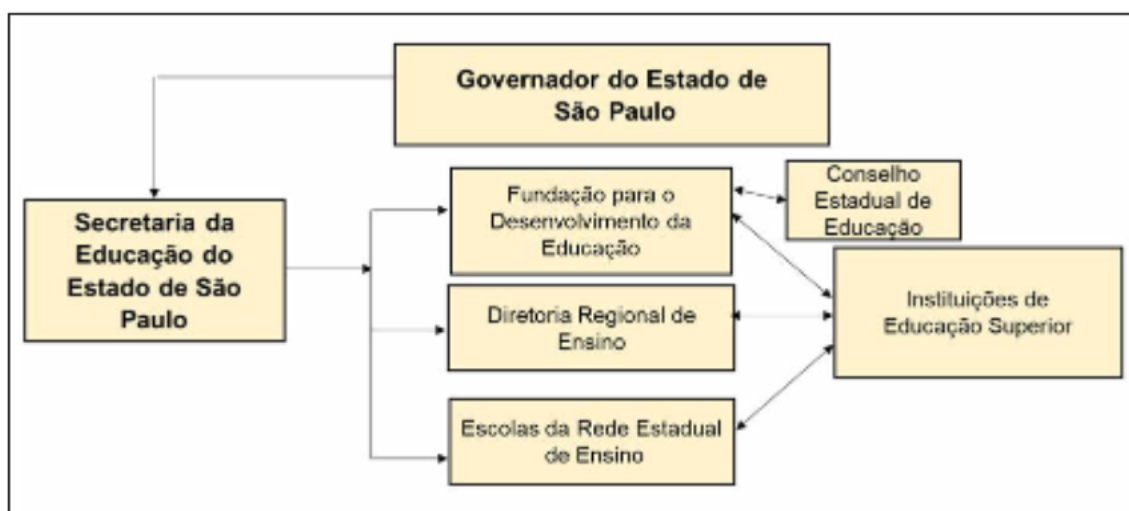 Governador do Estado de
São Paulo
Secretaria da
Educação do
Estado de São
Paulo
Fundação para o
Desenvolvimento da
Educação
Conselho
Estadual de
Educação
Diretoria Regional de
Ensino
Instituições de
Educação Superior
Escolas da Rede Estadual
de Ensino